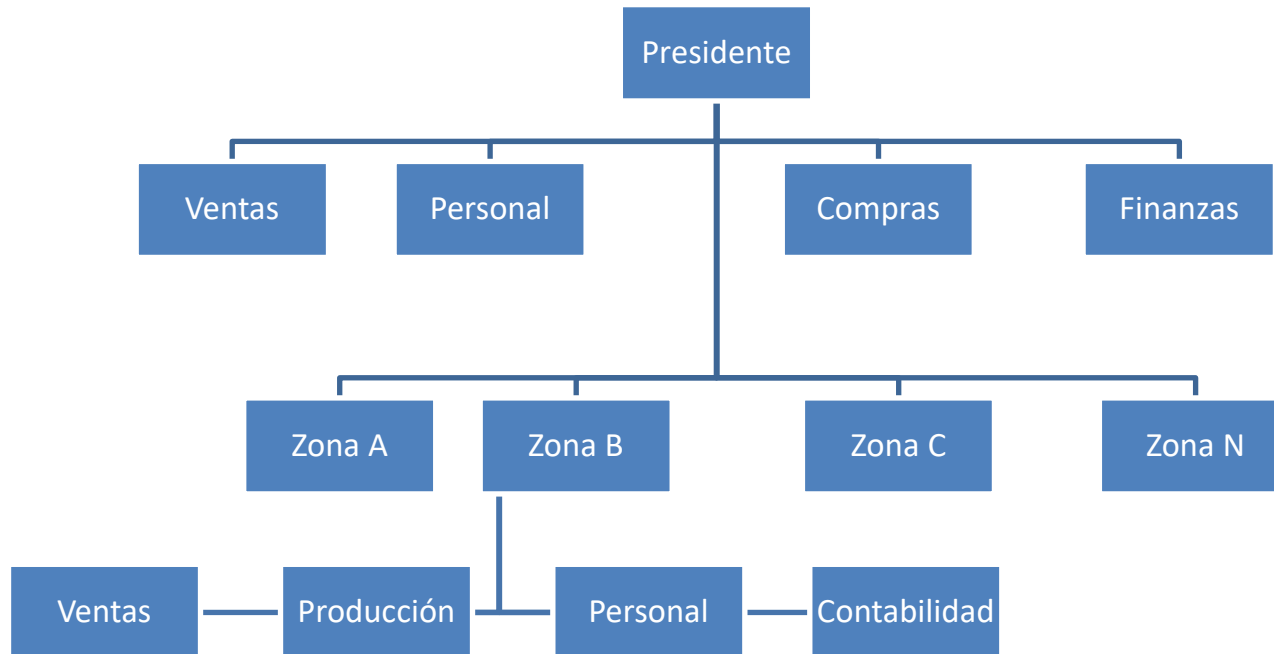 Presidente
Ventas
Personal
Compras
Finanzas
Zona A
Zona B
Zona C
Zona N
Ventas
Producción
Personal
Contabilidad